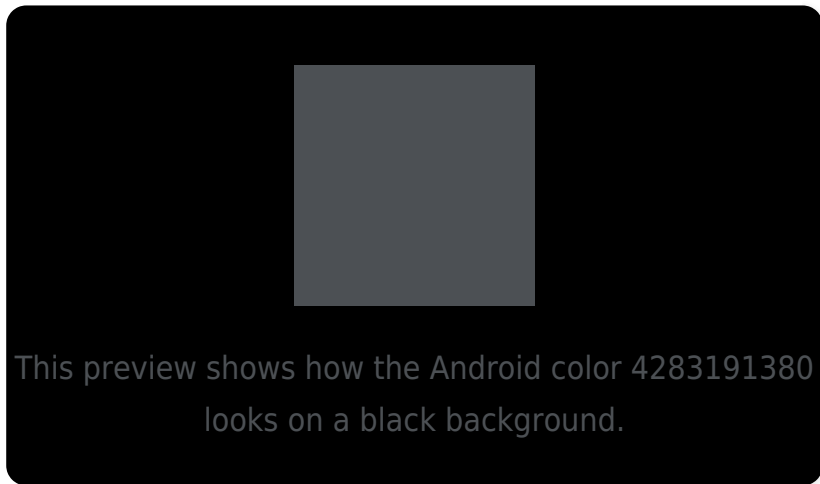 This preview shows how the Android color 4283191380
looks on a black background.